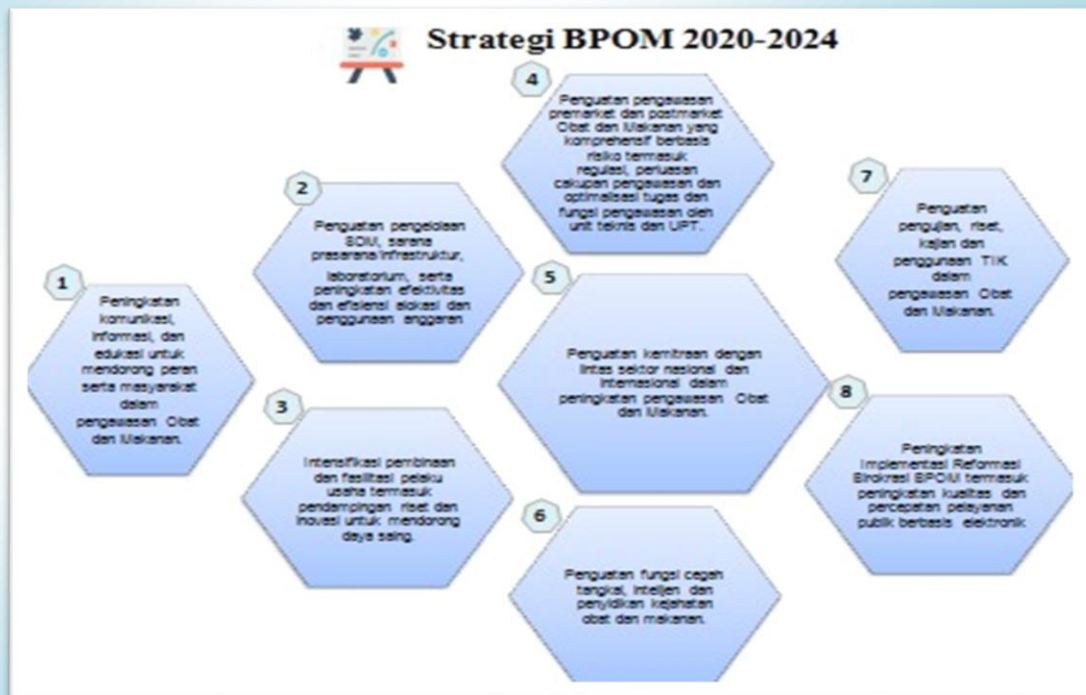 Strategi BPOM 2020-2024
1
Peningkatan
komunikasi,
informasi, dan
edukasi untuk
mendorong peran
serta masyarakat
dalam
pengawasan Obat
dan Makanan.
2
Penguatan pengelolaan
SDM, sarana
prasarana/infrastruktur,
laboratorium, serta
peningkatan efektivitas
dan efisiensi alokasi dan
penggunaan anggaran
3
Intensifikasi pembinaan
dan fasilitasi pelaku
usaha termasuk
pendampingan riset dan
inovasi untuk mendorong
daya saing.
4
Penguatan pengawasan
premarket dan postmarket
Obat dan Makanan yang
komprehensif berbasis
risiko termasuk
regulasi, perluasan
cakupan pengawasan dan
optimalisasi tugas dan
fungsi pengawasan oleh
unit teknis dan UPT.
5
Penguatan kemitraan dengan
lintas sektor nasional dan
internasional dalam
peningkatan pengawasan Obat
dan Makanan.
6
Penguatan fungsi cegah
tangkal, intelijen dan
penyidikan kejahatan
obat dan makanan.
7
Penguatan
pengujian, riset,
kajian dan
penggunaan TIK
dalam
pengawasan Obat
dan Makanan.
8
Peningkatan
Implementasi Reformasi
Birokrasi BPOM termasuk
peningkatan kualitas dan
percepatan pelayanan
publik berbasis elektronik